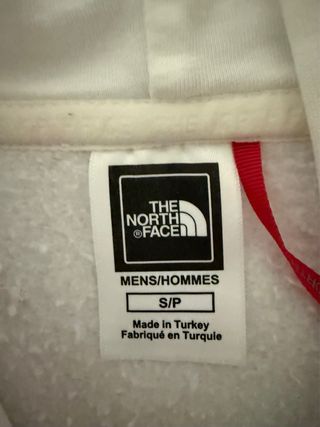 THE
NORTH
FACE
®
MENS/HOMMES
S/P
Made in Turkey
Fabriqué en Turquie